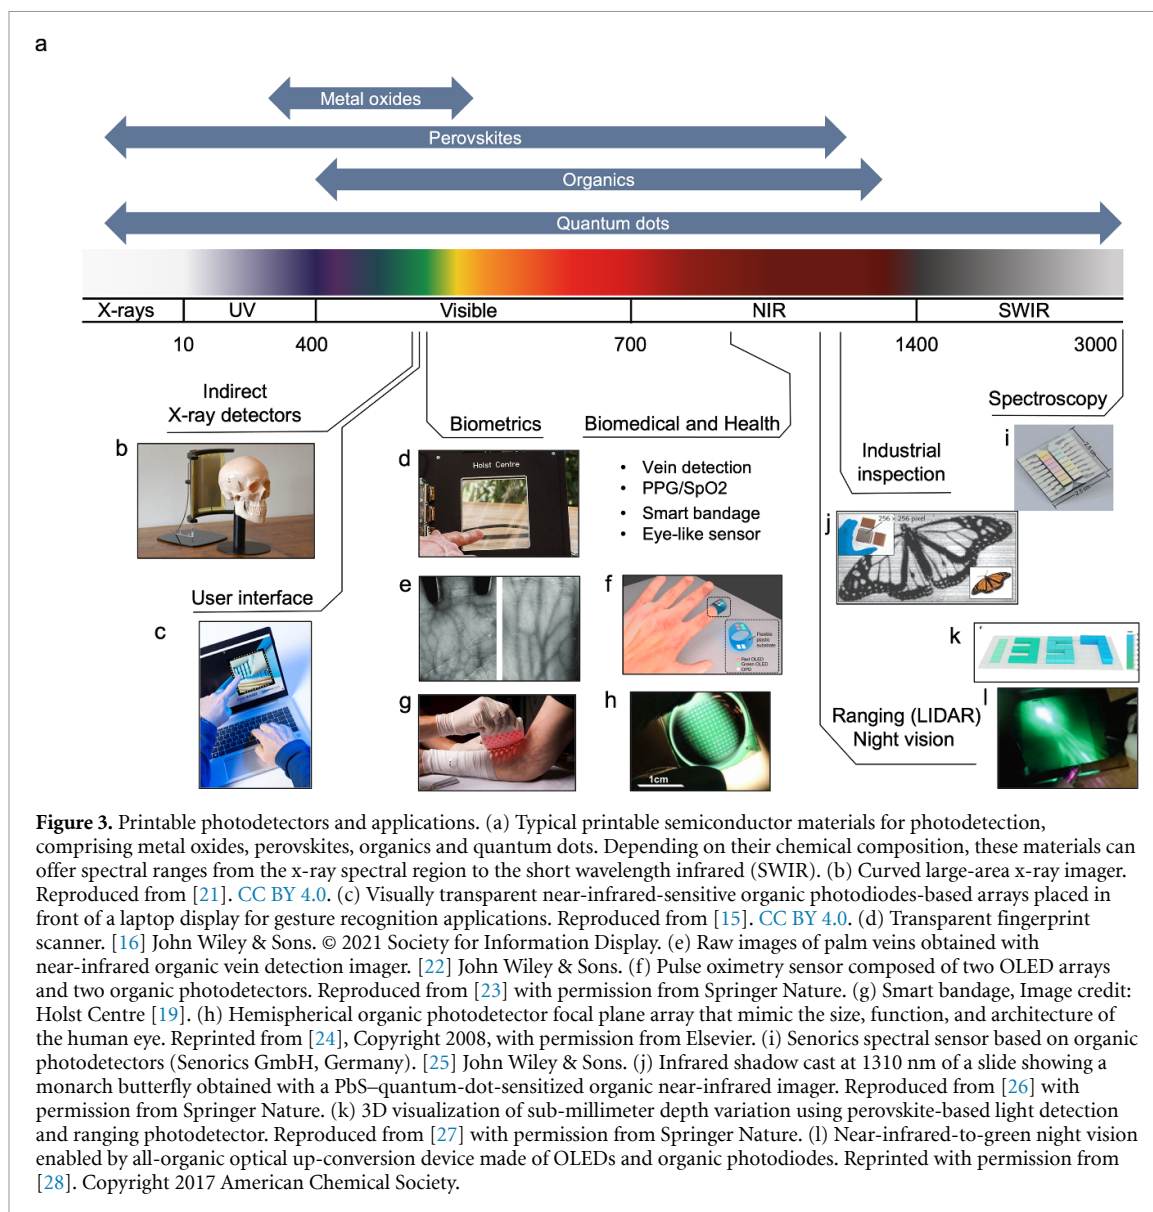 a
Metal oxides
Perovskites
Organics
Quantum dots
X-rays
UV
Visible
NIR
SWIR
10
400
700
1400
3000
Indirect
X-ray detectors
b
User interface
c
Biometrics
d
Holst Centre
e
g
Biomedical and Health
• Vein detection
• PPG/SpO2
• Smart bandage
• Eye-like sensor
f
Flexible
plastic
substrate
Red OLED
Green OLED
OPD
h
1cm
Industrial
inspection
j
256 × 256 pixel
Spectroscopy
i
2.5 cm
2.5 cm
k
Ranging (LIDAR)
Night vision
l
Figure 3. Printable photodetectors and applications. (a) Typical printable semiconductor materials for photodetection,
comprising metal oxides, perovskites, organics and quantum dots. Depending on their chemical composition, these materials can
offer spectral ranges from the x-ray spectral region to the short wavelength infrared (SWIR). (b) Curved large-area x-ray imager.
Reproduced from [21]. CC BY 4.0. (c) Visually transparent near-infrared-sensitive organic photodiodes-based arrays placed in
front of a laptop display for gesture recognition applications. Reproduced from [15]. CC BY 4.0. (d) Transparent fingerprint
scanner. [16] John Wiley & Sons. © 2021 Society for Information Display. (e) Raw images of palm veins obtained with
near-infrared organic vein detection imager. [22] John Wiley & Sons. (f) Pulse oximetry sensor composed of two OLED arrays
and two organic photodetectors. Reproduced from [23] with permission from Springer Nature. (g) Smart bandage, Image credit:
Holst Centre [19]. (h) Hemispherical organic photodetector focal plane array that mimic the size, function, and architecture of
the human eye. Reprinted from [24], Copyright 2008, with permission from Elsevier. (i) Senorics spectral sensor based on organic
photodetectors (Senorics GmbH, Germany). [25] John Wiley & Sons. (j) Infrared shadow cast at 1310 nm of a slide showing a
monarch butterfly obtained with a PbS–quantum-dot-sensitized organic near-infrared imager. Reproduced from [26] with
permission from Springer Nature. (k) 3D visualization of sub-millimeter depth variation using perovskite-based light detection
and ranging photodetector. Reproduced from [27] with permission from Springer Nature. (l) Near-infrared-to-green night vision
enabled by all-organic optical up-conversion device made of OLEDs and organic photodiodes. Reprinted with permission from
[28]. Copyright 2017 American Chemical Society.